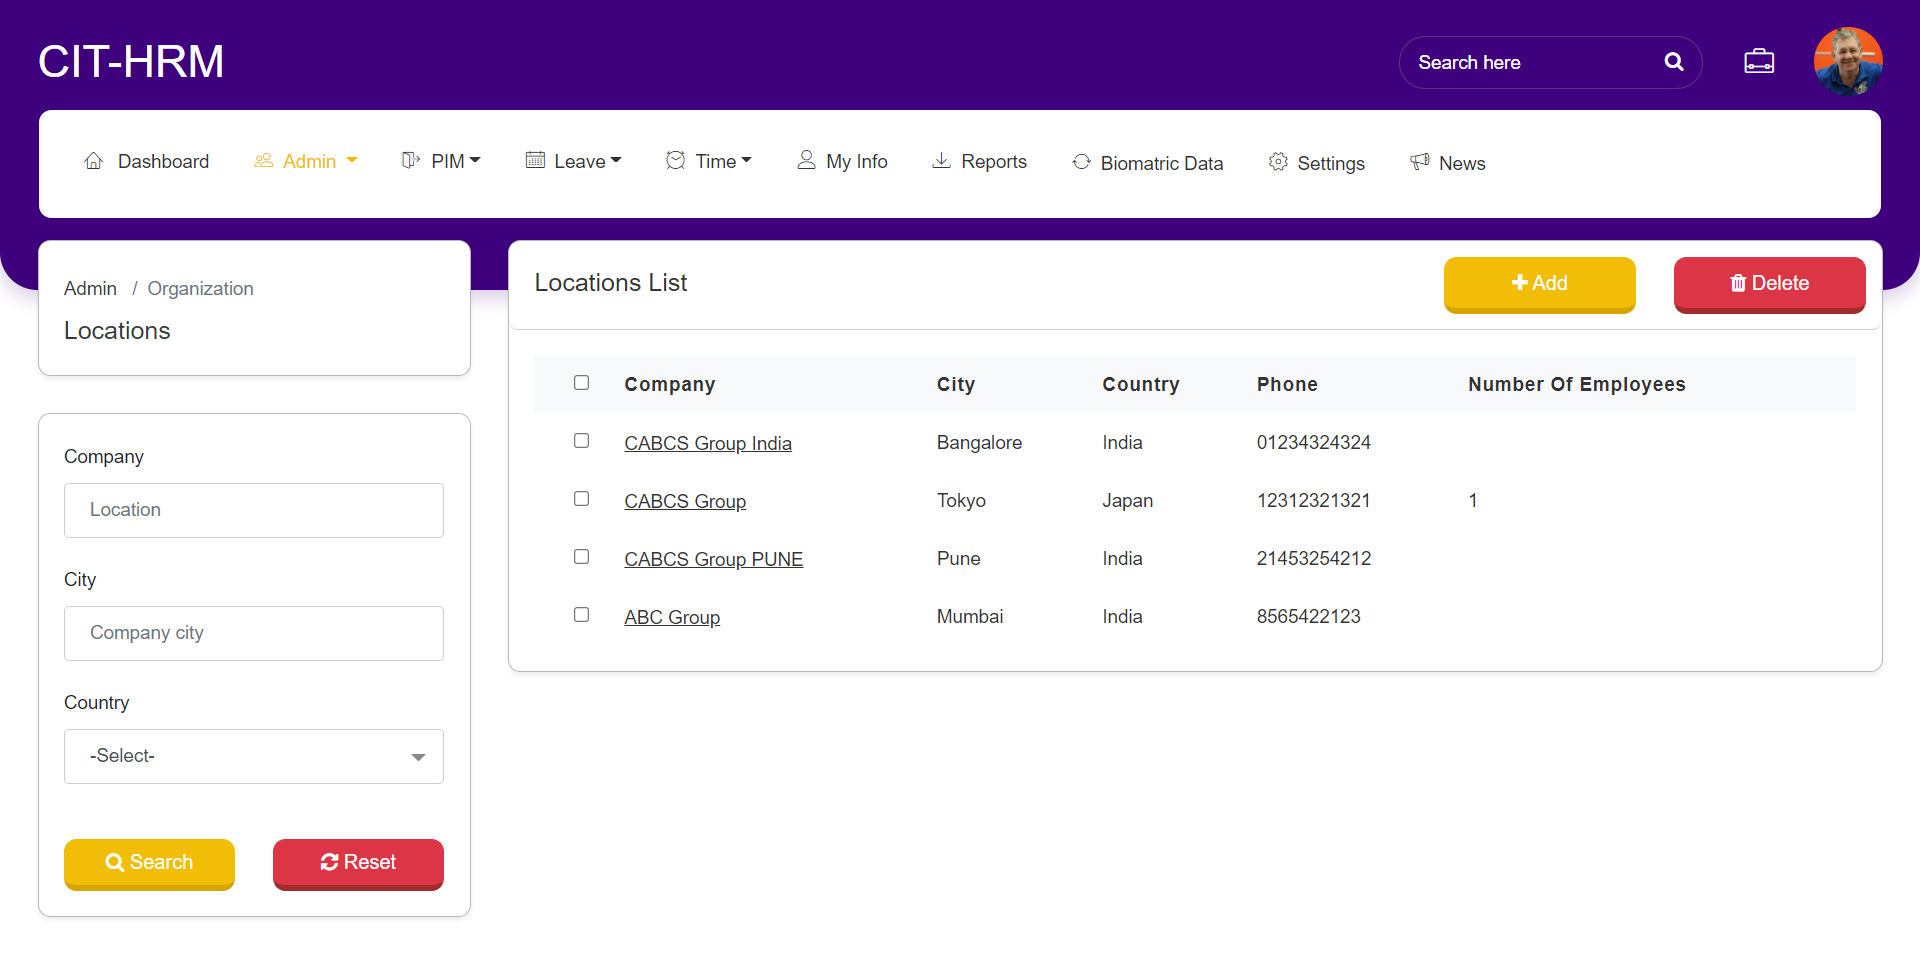 CIT-HRM
Search here
Dashboard Admin PIM Leave Time My Info Reports Biomatric Data Settings News
Admin / Organization
Locations
Company
Location
City
Company city
Country
-Select-
Search Reset
Locations List
Add Delete
Company City Country Phone Number Of Employees
CABCS Group India Bangalore India 01234324324
CABCS Group Tokyo Japan 12312321321 1
CABCS Group PUNE Pune India 21453254212
ABC Group Mumbai India 8565422123